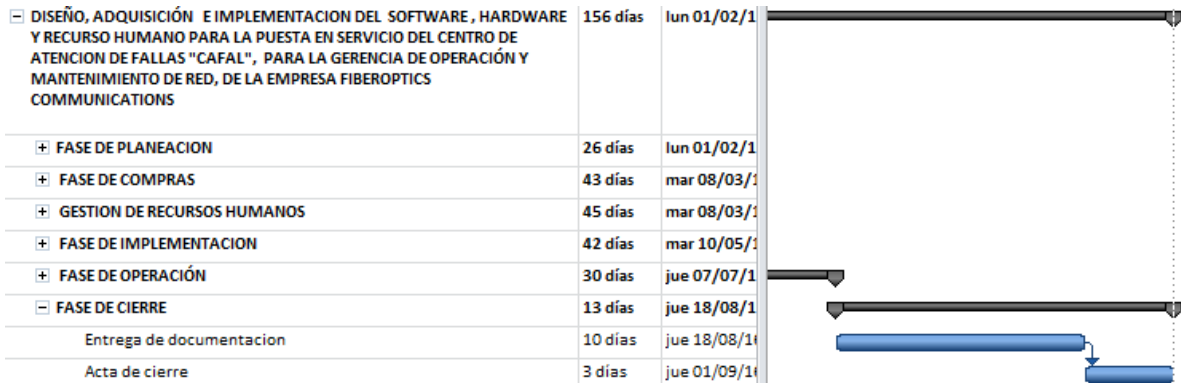 DISEÑO, ADQUISICIÓN E IMPLEMENTACION DEL SOFTWARE , HARDWARE 156 días lun 01/02/1
Y RECURSO HUMANO PARA LA PUESTA EN SERVICIO DEL CENTRO DE
ATENCION DE FALLAS "CAFAL", PARA LA GERENCIA DE OPERACIÓN Y
MANTENIMIENTO DE RED, DE LA EMPRESA FIBEROPTICS
COMMUNICATIONS
FASE DE PLANEACION 26 días lun 01/02/1
FASE DE COMPRAS 43 días mar 08/03/1
GESTION DE RECURSOS HUMANOS 45 días mar 08/03/1
FASE DE IMPLEMENTACION 42 días mar 10/05/1
FASE DE OPERACIÓN 30 días jue 07/07/1
FASE DE CIERRE 13 días jue 18/08/1
Entrega de documentacion 10 días jue 18/08/16
Acta de cierre 3 días jue 01/09/16